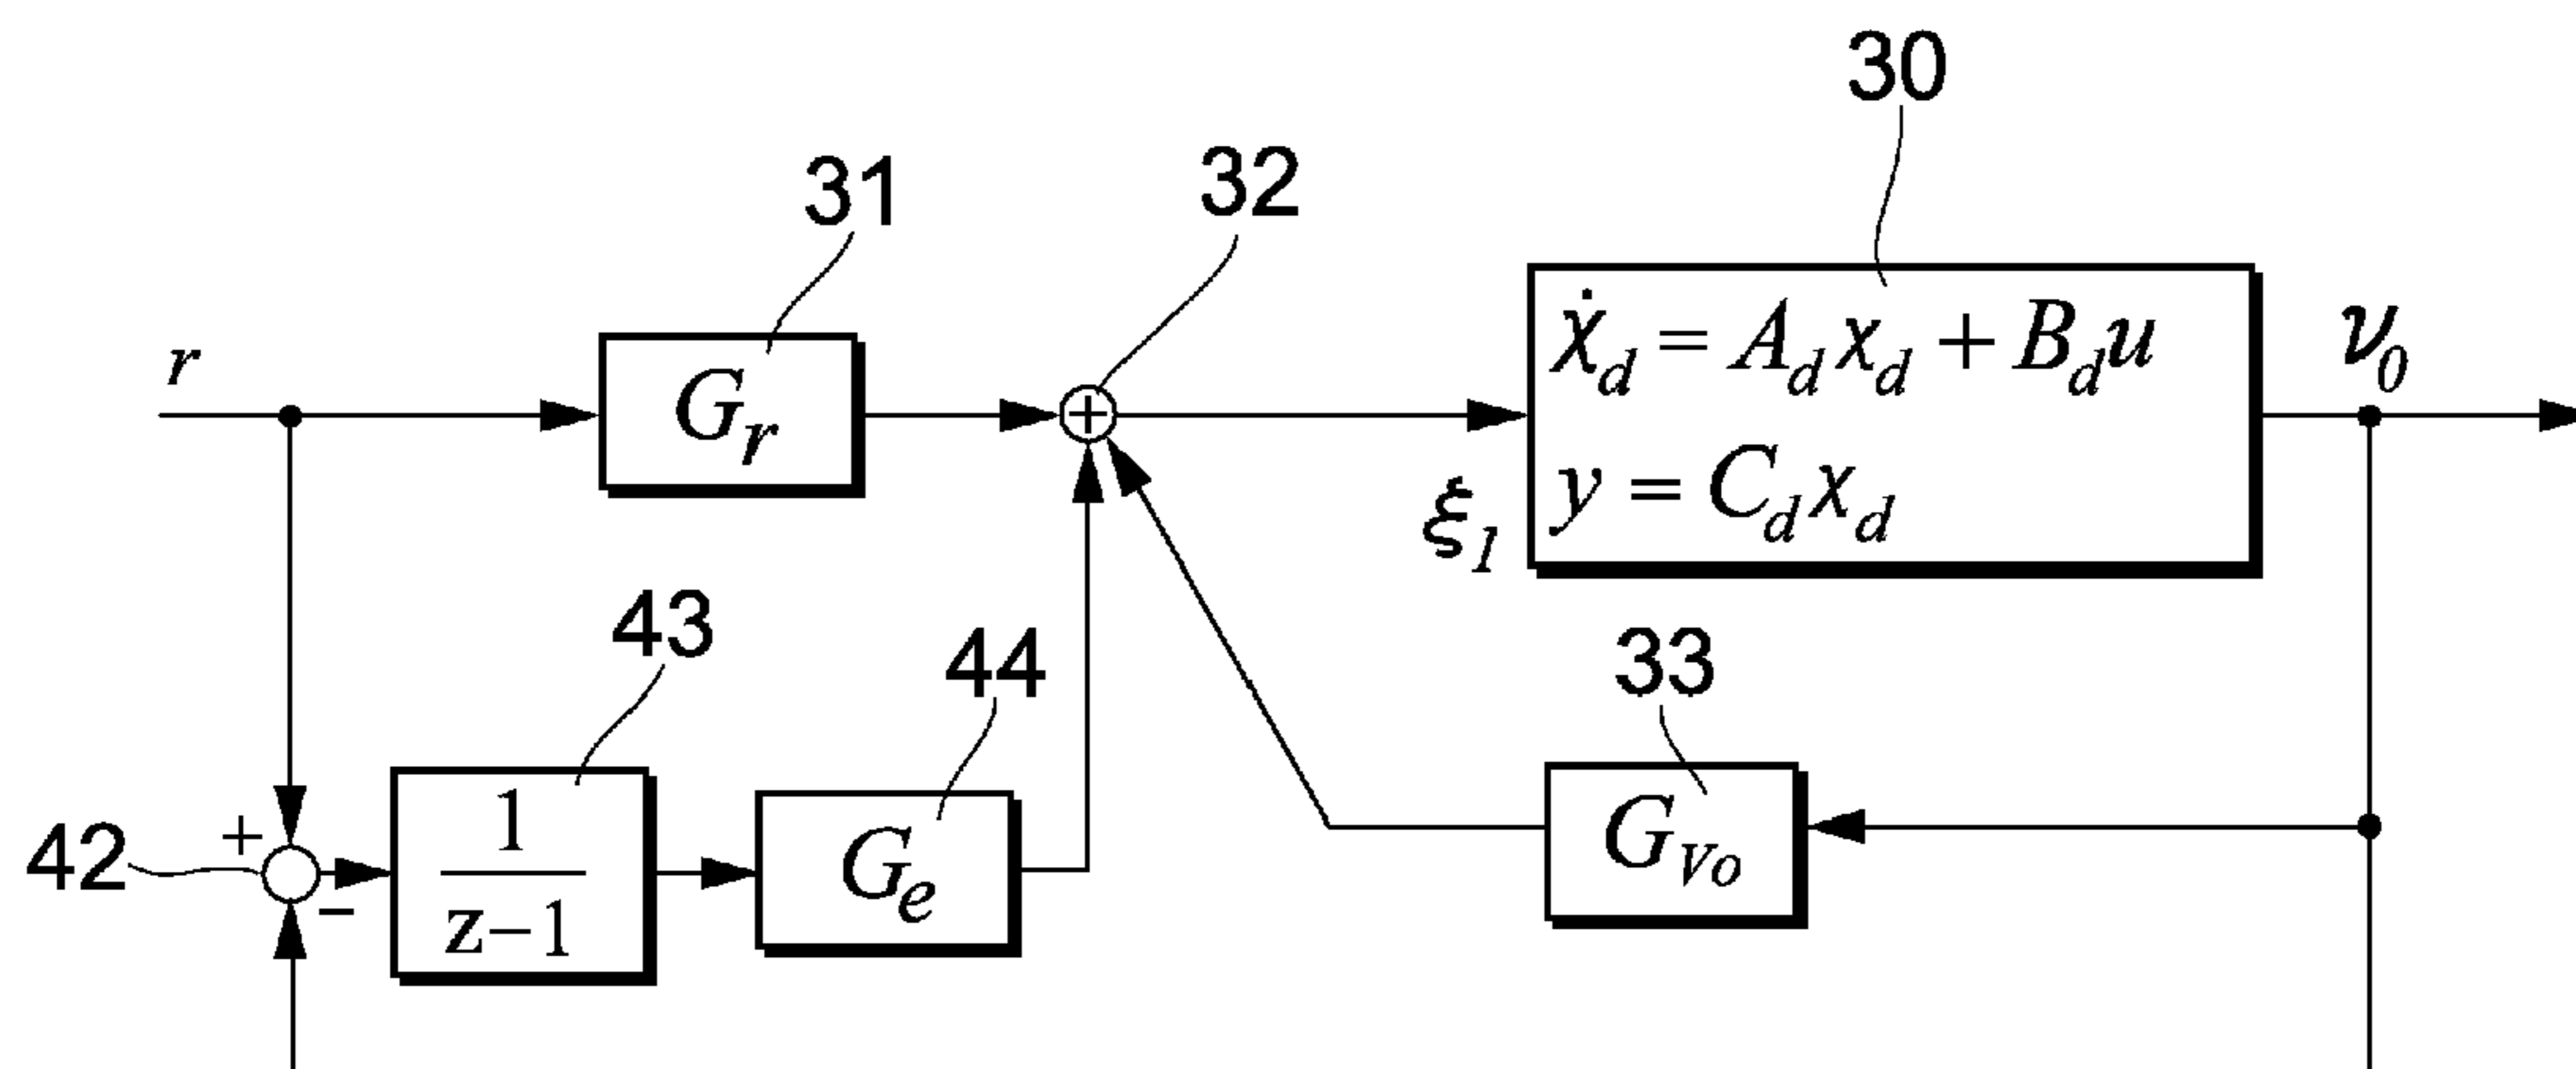 30
31
32
r
G_r
+
ẋ_d = A_d x_d + B_d u
y = C_d x_d
ν_0
ξ_1
43
44
33
42
+
−
1
z−1
G_e
G_vo